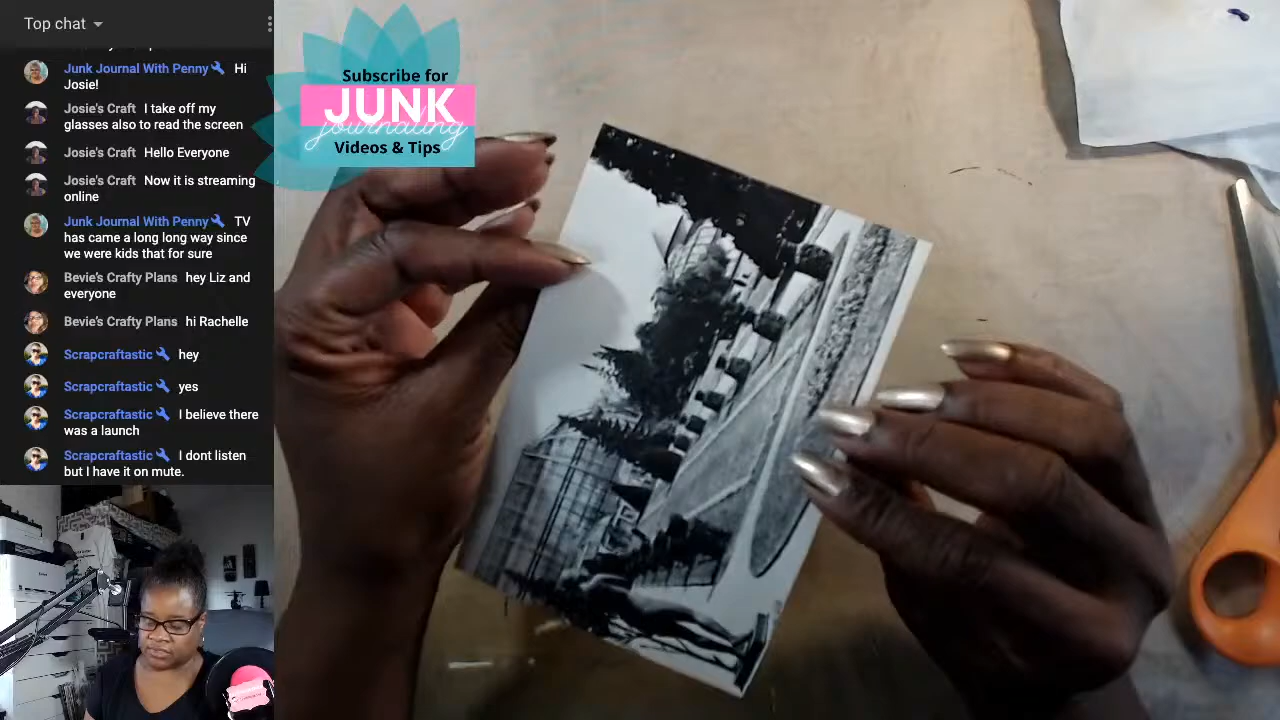 Top chat
Junk Journal With Penny Hi
Josie!
Josie's Craft I take off my
glasses also to read the screen
Josie's Craft Hello Everyone
Josie's Craft Now it is streaming
online
Junk Journal With Penny TV
has came a long long way since
we were kids that for sure
Bevie's Crafty Plans hey Liz and
everyone
Bevie's Crafty Plans hi Rachelle
Scrapcraftastic hey
Scrapcraftastic yes
Scrapcraftastic I believe there
was a launch
Scrapcraftastic I dont listen
but I have it on mute.
Subscribe for
JUNK
journaling
Videos & Tips